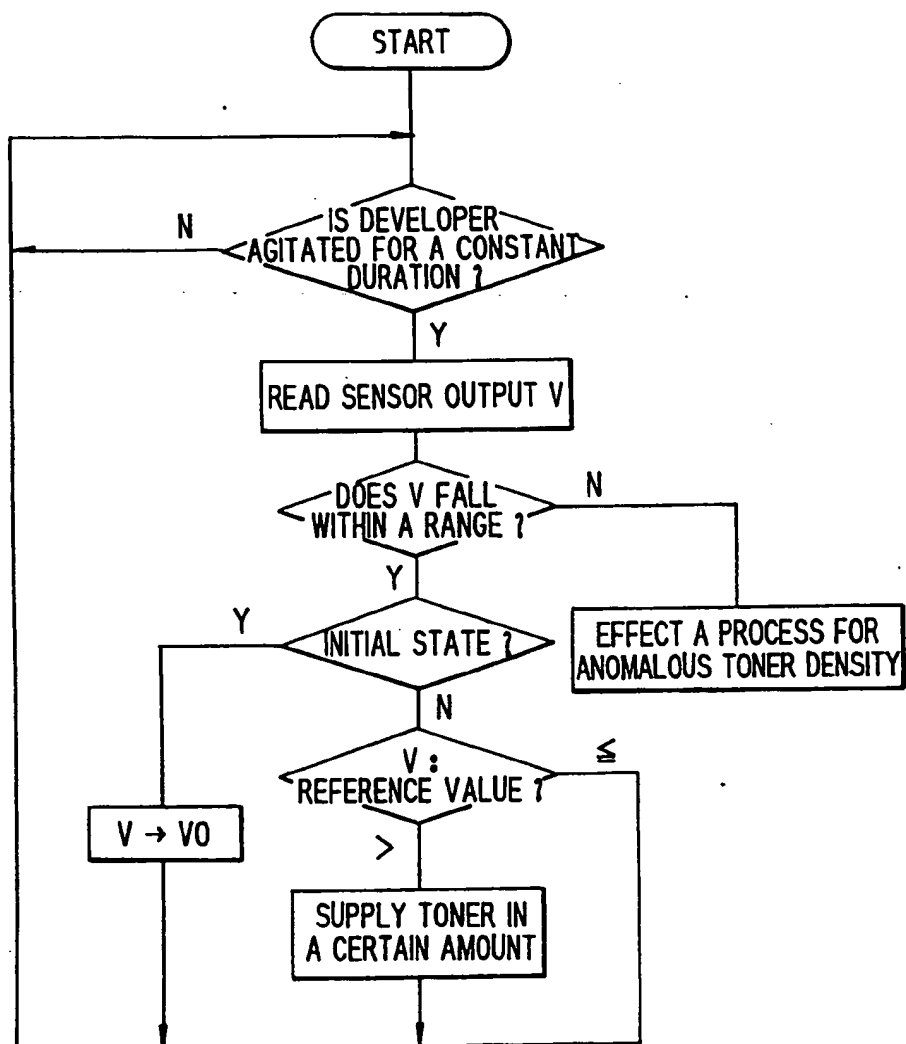 START
IS DEVELOPER
N
AGITATED FOR A CONSTANT
DURATION ?
Y
READ SENSOR OUTPUT V
DOES V FALL
WITHIN A RANGE ?
N
Y
Y
INITIAL STATE ?
EFFECT A PROCESS FOR
ANOMALOUS TONER DENSITY
N
V :
REFERENCE VALUE ?
≦
V → VO
>
SUPPLY TONER IN
A CERTAIN AMOUNT